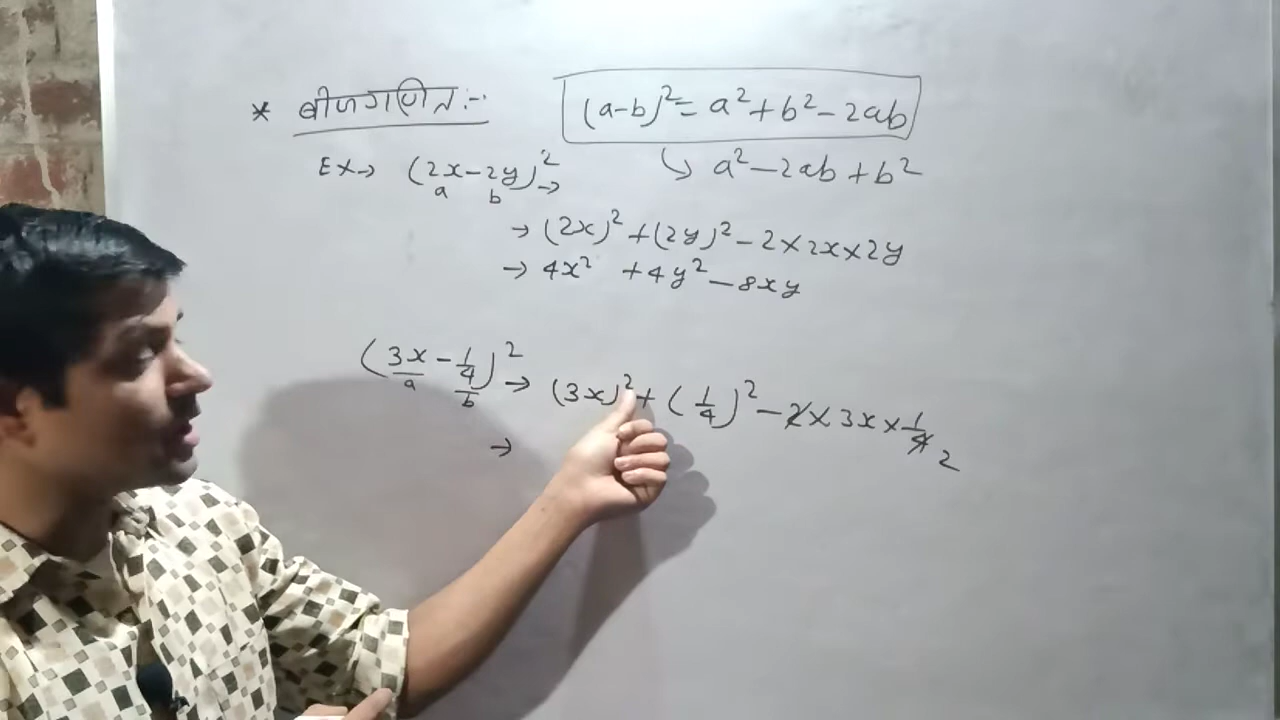 * बीजगणित :- (a-b)² = a² + b² - 2ab
Ex→ (2x - 2y)² → ↳ a² - 2ab + b²
a b
→ (2x)² + (2y)² - 2×2x×2y
→ 4x² + 4y² - 8xy
(3x - 1/4)² → (3x)² + (1/4)² - 2×3x×1/4 2
a b
→